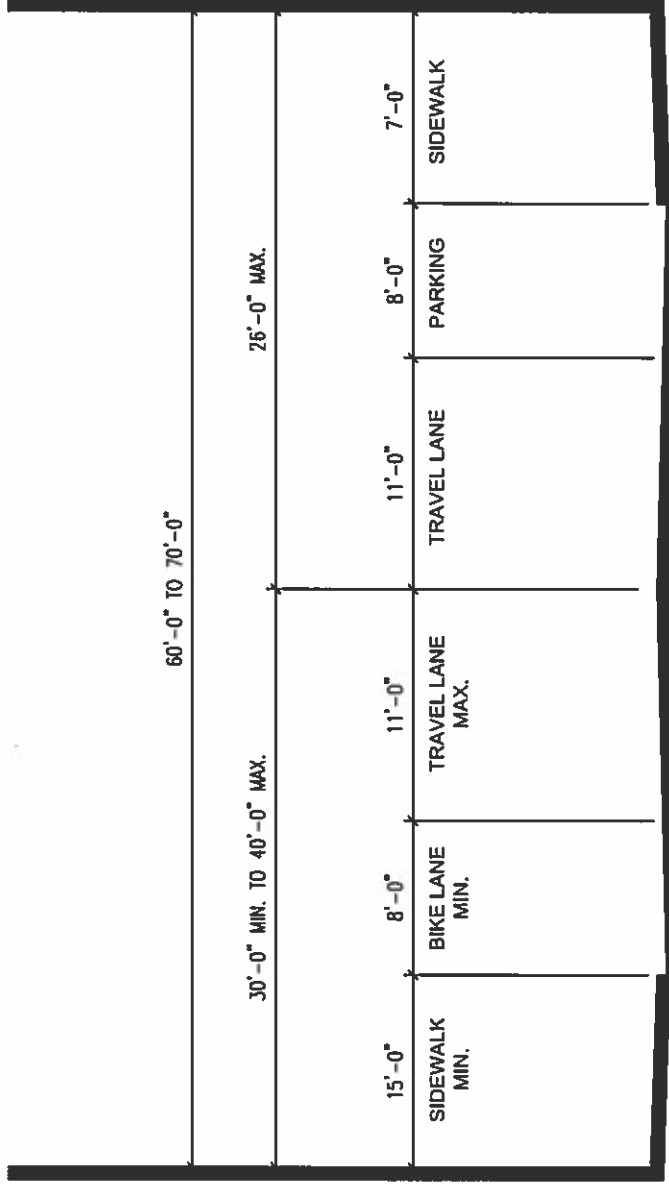 60'-0" TO 70'-0"
30'-0" MIN. TO 40'-0" MAX.
26'-0" MAX.
15'-0"
8'-0"
11'-0"
11'-0"
8'-0"
7'-0"
SIDEWALK
MIN.
BIKE LANE
MIN.
TRAVEL LANE
MAX.
TRAVEL LANE
PARKING
SIDEWALK